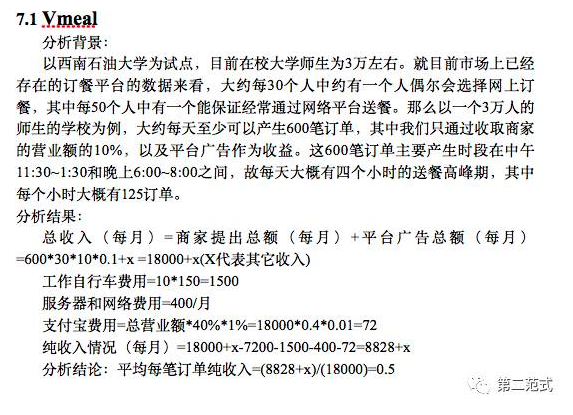 7.1 Vmeal
分析背景：
以西南石油大学为试点，目前在校大学师生为3万左右。就目前市场上已经
存在的订餐平台的数据来看，大约每30个人中约有一个人偶尔会选择网上订
餐，其中每50个人中有一个能保证经常通过网络平台送餐。那么以一个3万人的
师生的学校为例，大约每天至少可以产生600笔订单，其中我们只通过收取商家
的营业额的10%，以及平台广告作为收益。这600笔订单主要产生时段在中午
11:30~1:30和晚上6:00~8:00之间，故每天大概有四个小时的送餐高峰期，其中
每个小时大概有125订单。
分析结果：
总收入（每月）=商家提出总额（每月）+平台广告总额（每月）
=600*30*10*0.1+x =18000+x(X代表其它收入)
工作自行车费用=10*150=1500
服务器和网络费用=400/月
支付宝费用=总营业额*40%*1%=18000*0.4*0.01=72
纯收入情况（每月）=18000+x-7200-1500-400-72=8828+x
分析结论：平均每笔订单纯收入=(8828+x)/(18000)=0.5
第二范式